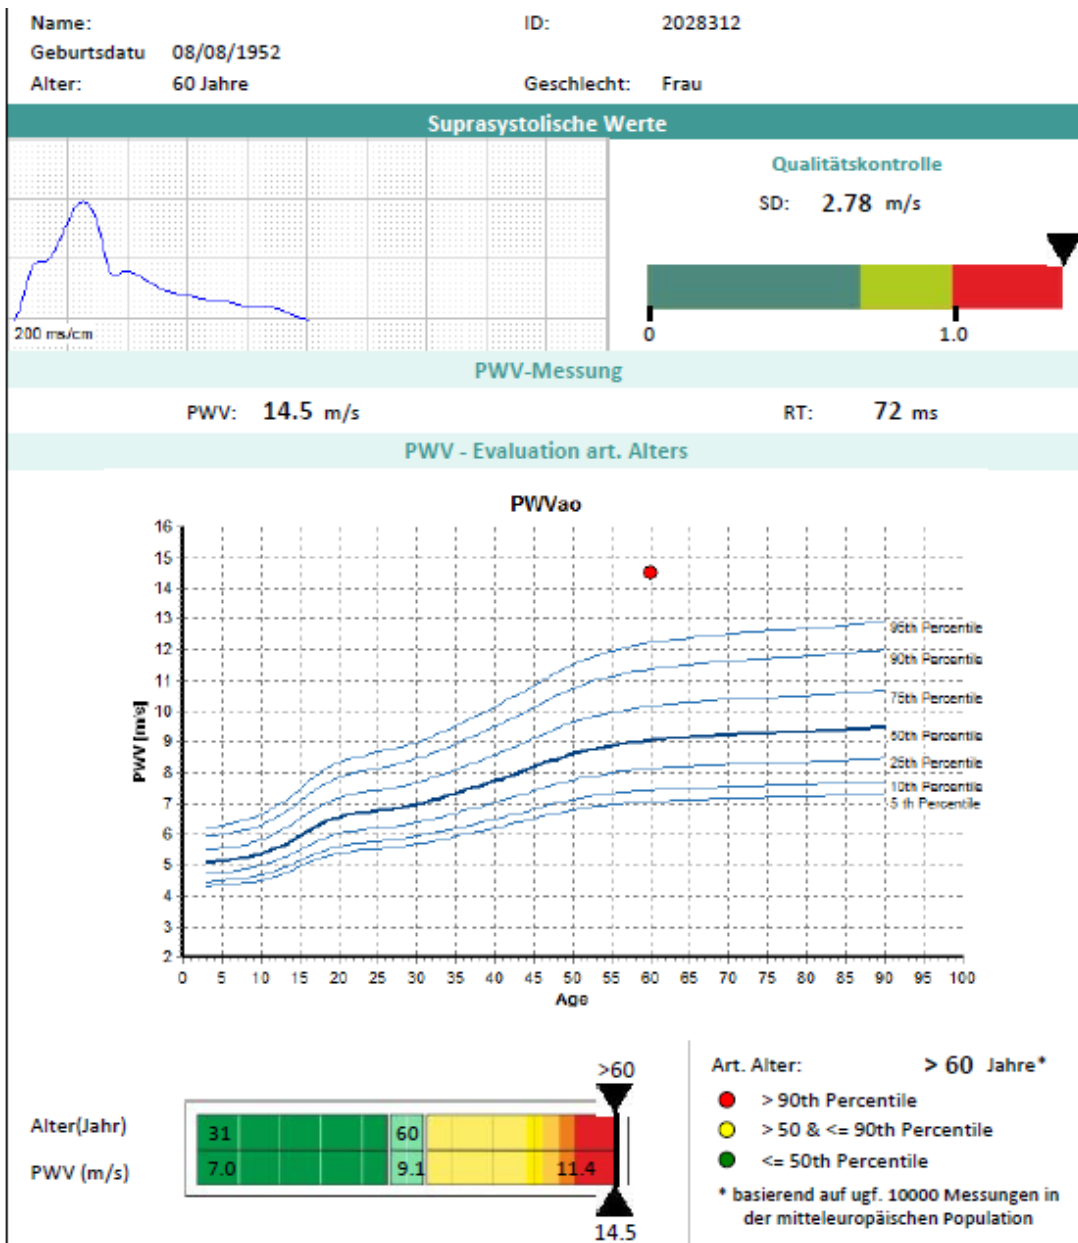 Name: ID: 2028312
Geburtsdatu 08/08/1952
Alter: 60 Jahre Geschlecht: Frau
Suprasystolische Werte
Qualitätskontrolle
SD: 2.78 m/s
200 ms/cm
0 1.0
PWV-Messung
PWV: 14.5 m/s RT: 72 ms
PWV - Evaluation art. Alters
PWVao
16
15
14
13
12
11
10
9
8
7
6
5
4
3
2
PWV [m/s]
95th Percentile
90th Percentile
75th Percentile
50th Percentile
25th Percentile
10th Percentile
5 th Percentile
0 5 10 15 20 25 30 35 40 45 50 55 60 65 70 75 80 85 90 95 100
Age
>60
Alter(Jahr) 31 60
PWV (m/s) 7.0 9.1 11.4
14.5
Art. Alter: > 60 Jahre*
> 90th Percentile
> 50 & <= 90th Percentile
<= 50th Percentile
* basierend auf ugf. 10000 Messungen in
der mitteleuropäischen Population